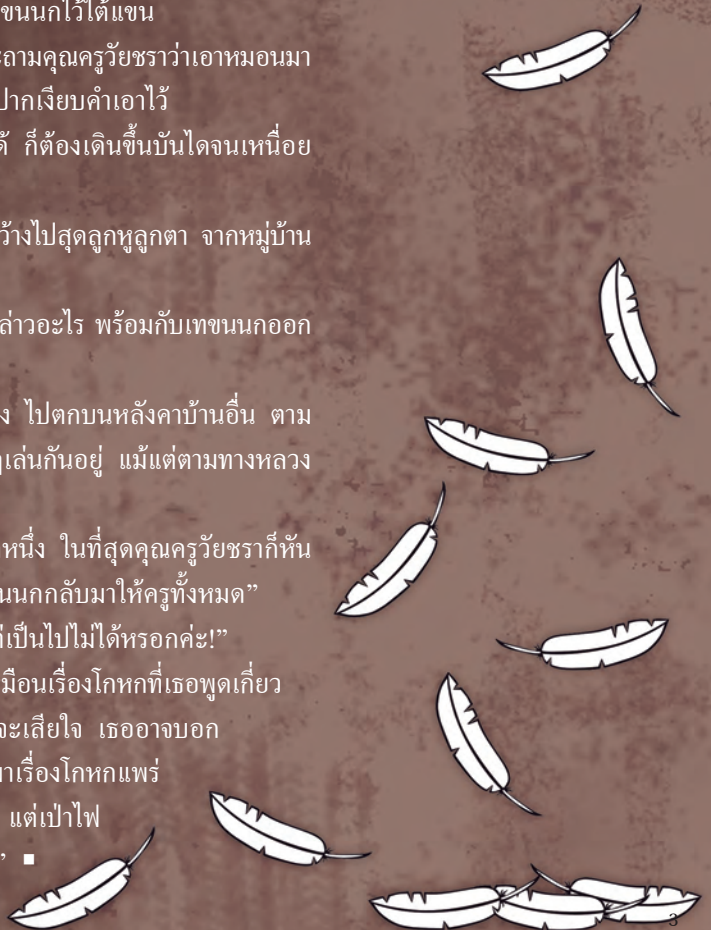 ขนนกไว้ใต้แขน
ถามคุณครูวัยชราว่าเอาหมอนมา
ปากเงียบคำเอาไว้
ก็ต้องเดินขึ้นบันไดจนเหนื่อย
ว้างไปสุดลูกหูลูกตา จากหมู่บ้าน
ล่าวอะไร พร้อมกับเทขนนกออก
ง ไปตกบนหลังคาบ้านอื่น ตาม
เล่นกันอยู่ แม้แต่ตามทางหลวง
หนึ่ง ในที่สุดคุณครูวัยชราก็หัน
นนกกลับมาให้ครูทั้งหมด”
เป็นไปไม่ได้หรอกค่ะ!”
มือนเรื่องโกหกที่เธอพูดเกี่ยว
จะเสียใจ เธออาจบอก
าเรื่องโกหกแพร่
แต่เป่าไฟ
” ■
3